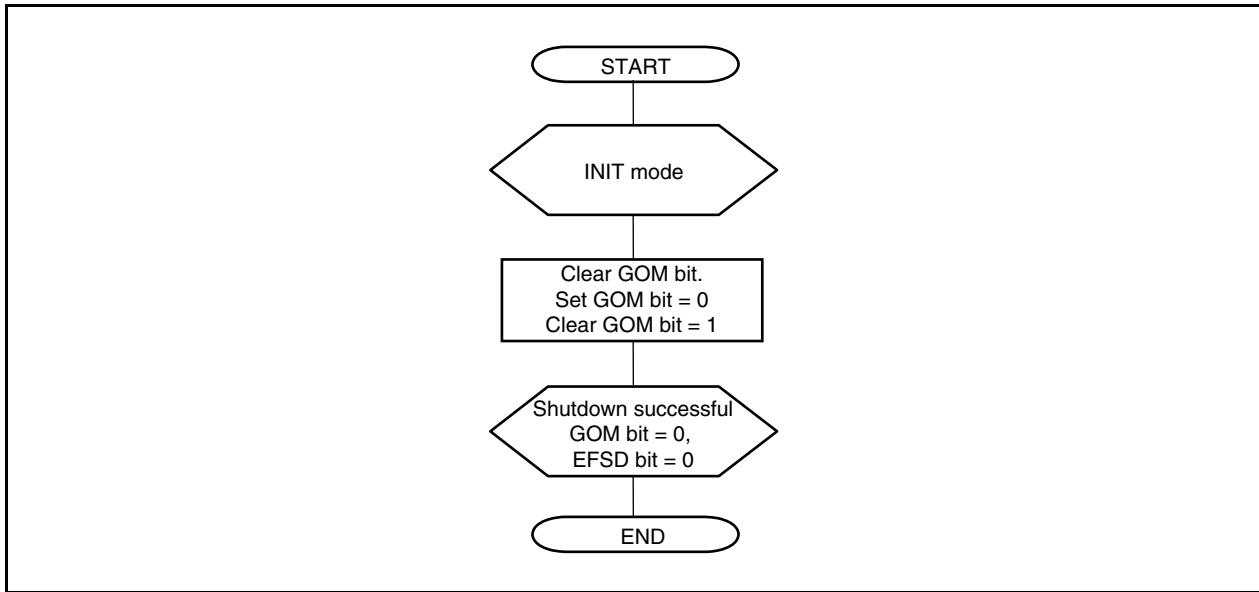 START
INIT mode
Clear GOM bit.
Set GOM bit = 0
Clear GOM bit = 1
Shutdown successful
GOM bit = 0,
EFSD bit = 0
END